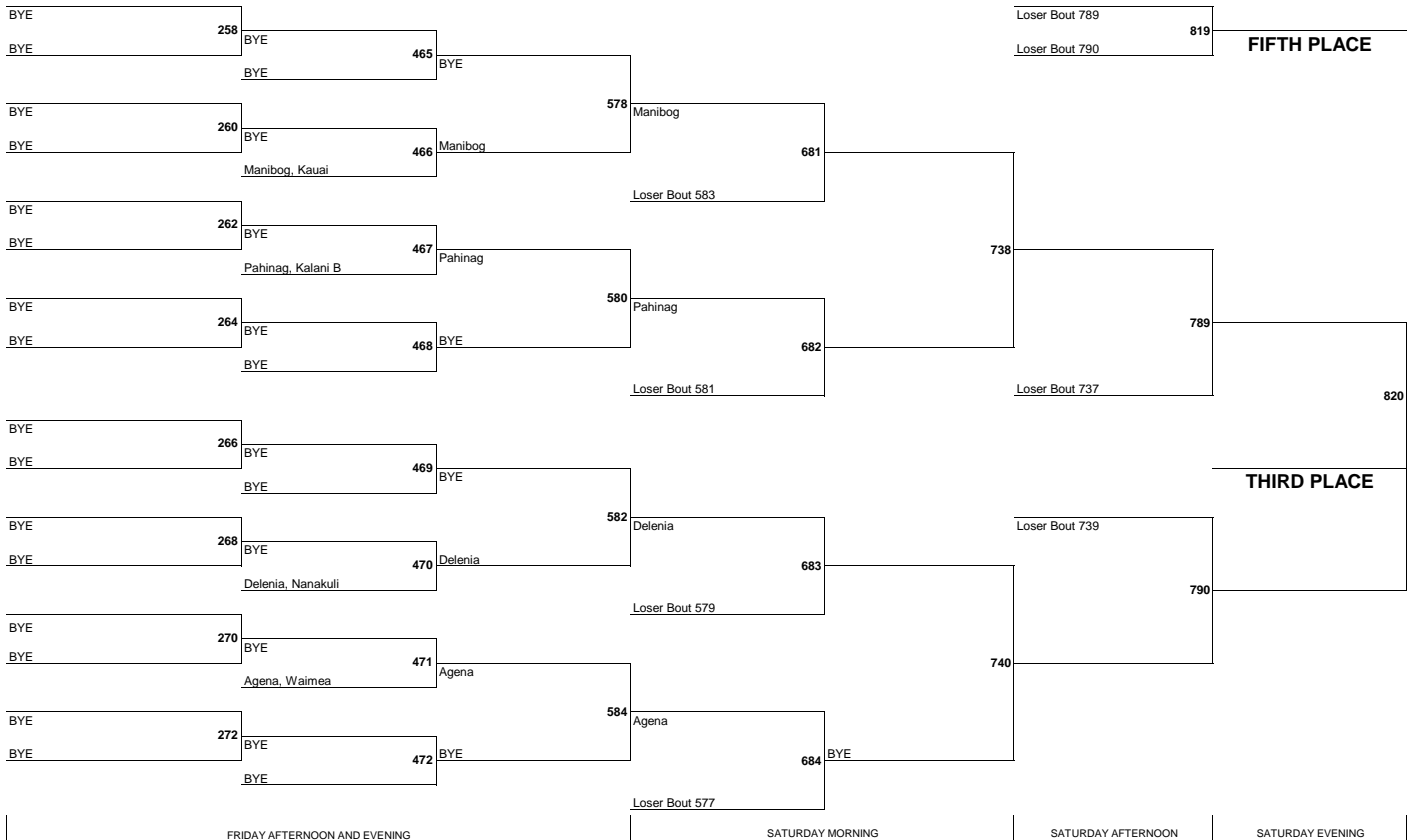 BYE
258
BYE
BYE
465
BYE
BYE
BYE
260
BYE
BYE
578
Manibog
466
Manibog
Manibog, Kauai
681
Loser Bout 583
BYE
262
BYE
BYE
467
Pahinag
Pahinag, Kalani B
738
BYE
264
BYE
BYE
580
Pahinag
468
BYE
BYE
682
Loser Bout 581
789
Loser Bout 737
820
Loser Bout 789
819
Loser Bout 790
FIFTH PLACE
BYE
266
BYE
BYE
469
BYE
BYE
THIRD PLACE
BYE
268
BYE
BYE
582
Delenia
470
Delenia
Delenia, Nanakuli
683
Loser Bout 579
Loser Bout 739
790
BYE
270
BYE
BYE
471
Agena
Agena, Waimea
740
BYE
272
BYE
BYE
584
Agena
472
BYE
BYE
684
BYE
Loser Bout 577
FRIDAY AFTERNOON AND EVENING
SATURDAY MORNING
SATURDAY AFTERNOON
SATURDAY EVENING